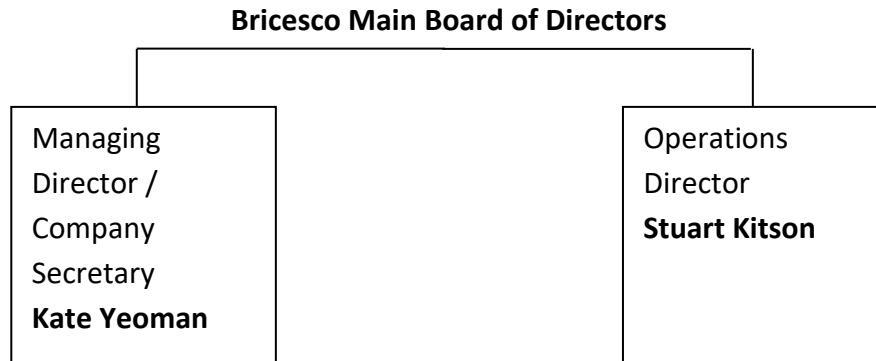 Bricesco Main Board of Directors
Managing
Director /
Company
Secretary
Kate Yeoman
Operations
Director
Stuart Kitson